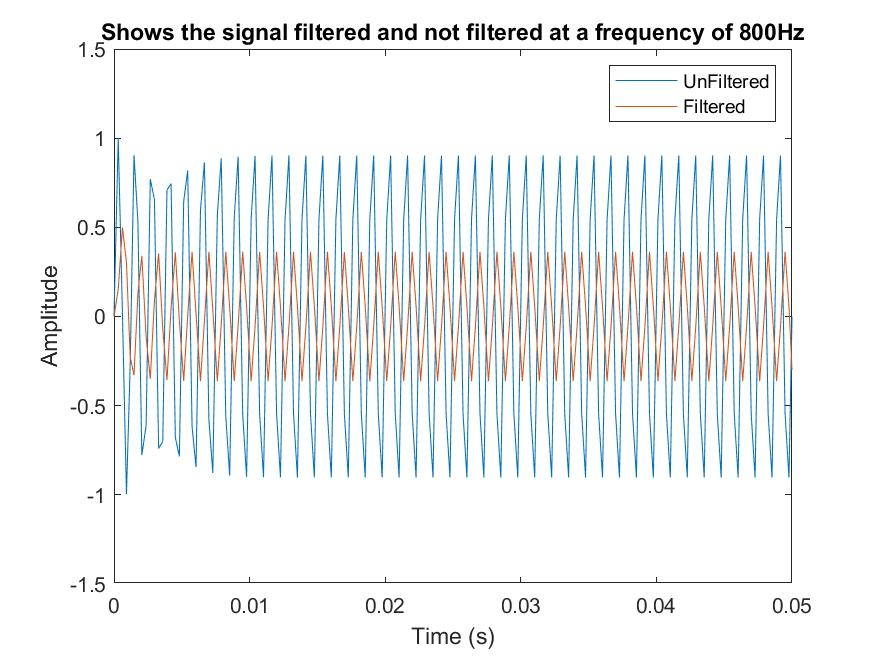 Shows the signal filtered and not filtered at a frequency of 800Hz
1.5
UnFiltered
Filtered
1
0.5
0
-0.5
-1
-1.5
Amplitude
0
0.01
0.02
0.03
0.04
0.05
Time (s)